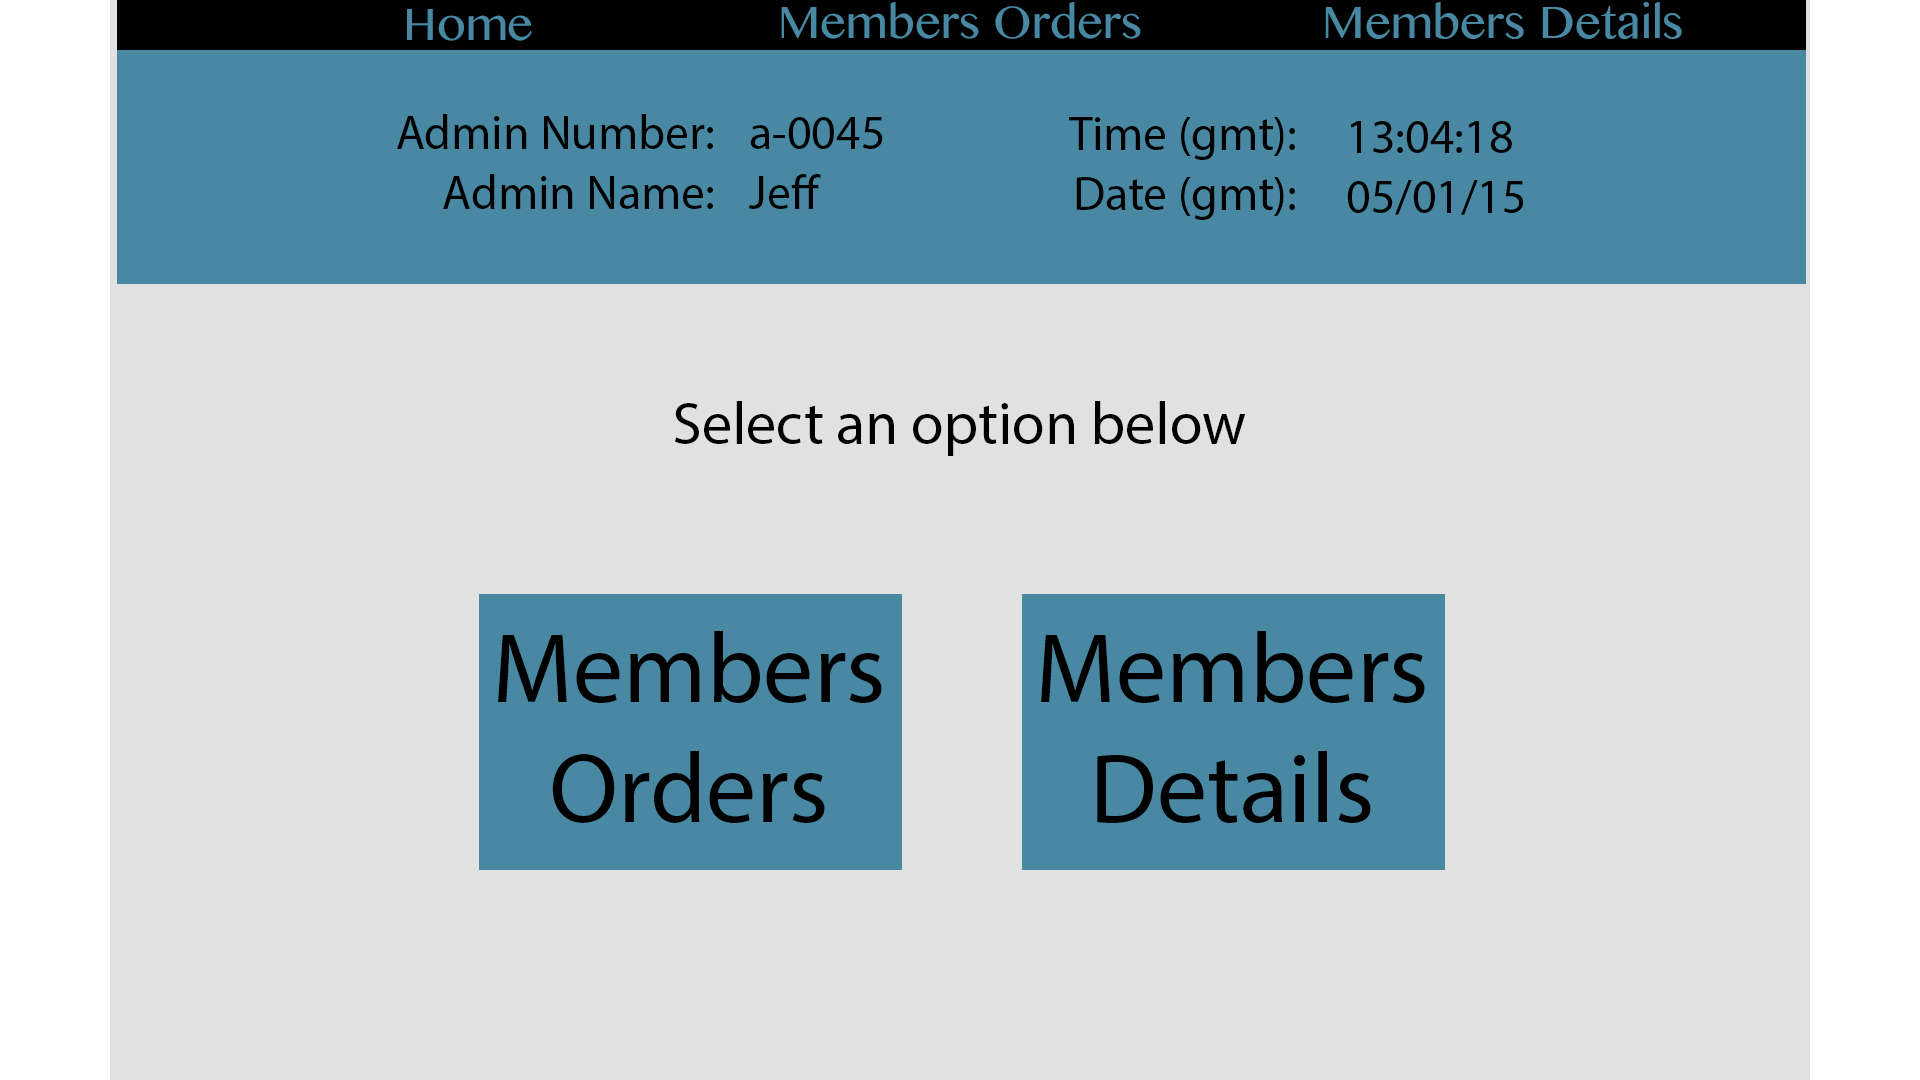 Home Members Orders Members Details
Admin Number: a-0045 Time (gmt): 13:04:18
Admin Name: Jeff Date (gmt): 05/01/15
Select an option below
Members
Orders
Members
Details